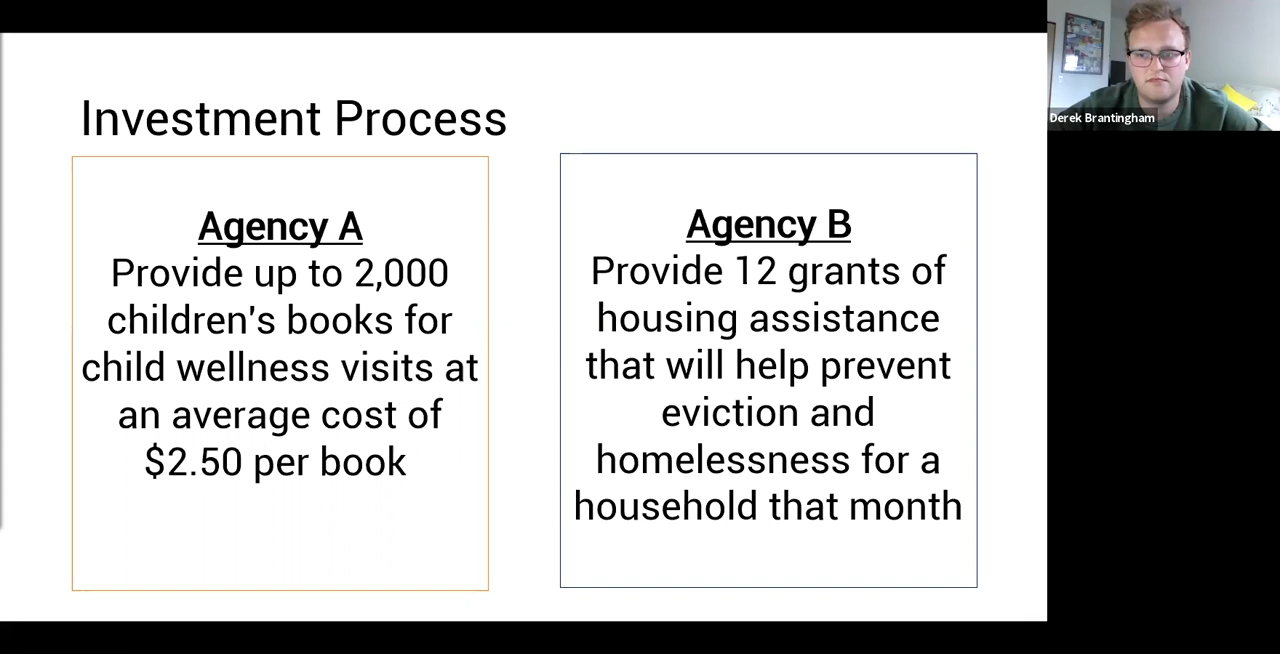 Investment Process
Agency A
Provide up to 2,000
children's books for
child wellness visits at
an average cost of
$2.50 per book
Agency B
Provide 12 grants of
housing assistance
that will help prevent
eviction and
homelessness for a
household that month
Derek Brantingham